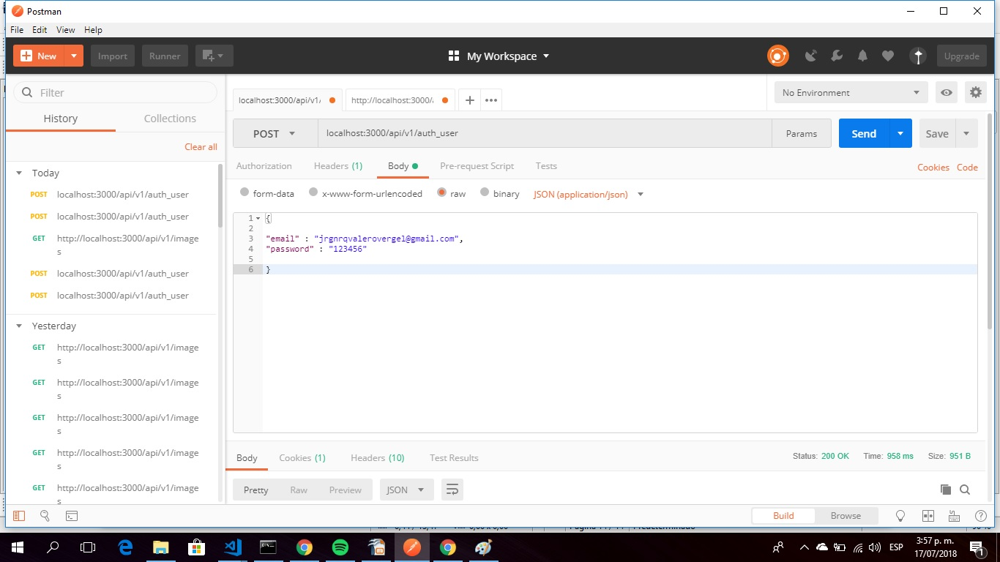 Postman
File Edit View Help
New Import Runner My Workspace Upgrade
Filter
History Collections
Clear all
Today
POST localhost:3000/api/v1/auth_user
POST localhost:3000/api/v1/auth_user
GET http://localhost:3000/api/v1/image
s
POST localhost:3000/api/v1/auth_user
POST localhost:3000/api/v1/auth_user
Yesterday
GET http://localhost:3000/api/v1/image
s
GET http://localhost:3000/api/v1/image
s
GET http://localhost:3000/api/v1/image
s
GET http://localhost:3000/api/v1/image
s
GET http://localhost:3000/api/v1/image
s
localhost:3000/api/v1/ http://localhost:3000/
No Environment
POST localhost:3000/api/v1/auth_user Params Send Save
Authorization Headers (1) Body Pre-request Script Tests Cookies Code
form-data x-www-form-urlencoded raw binary JSON (application/json)
1 {
2
3 "email" : "jrgnrqvalerovergel@gmail.com",
4 "password" : "123456"
5
6 }
Body Cookies (1) Headers (10) Test Results Status: 200 OK Time: 958 ms Size: 951 B
Pretty Raw Preview JSON
Build Browse
ESP
3:57 p. m.
17/07/2018
1